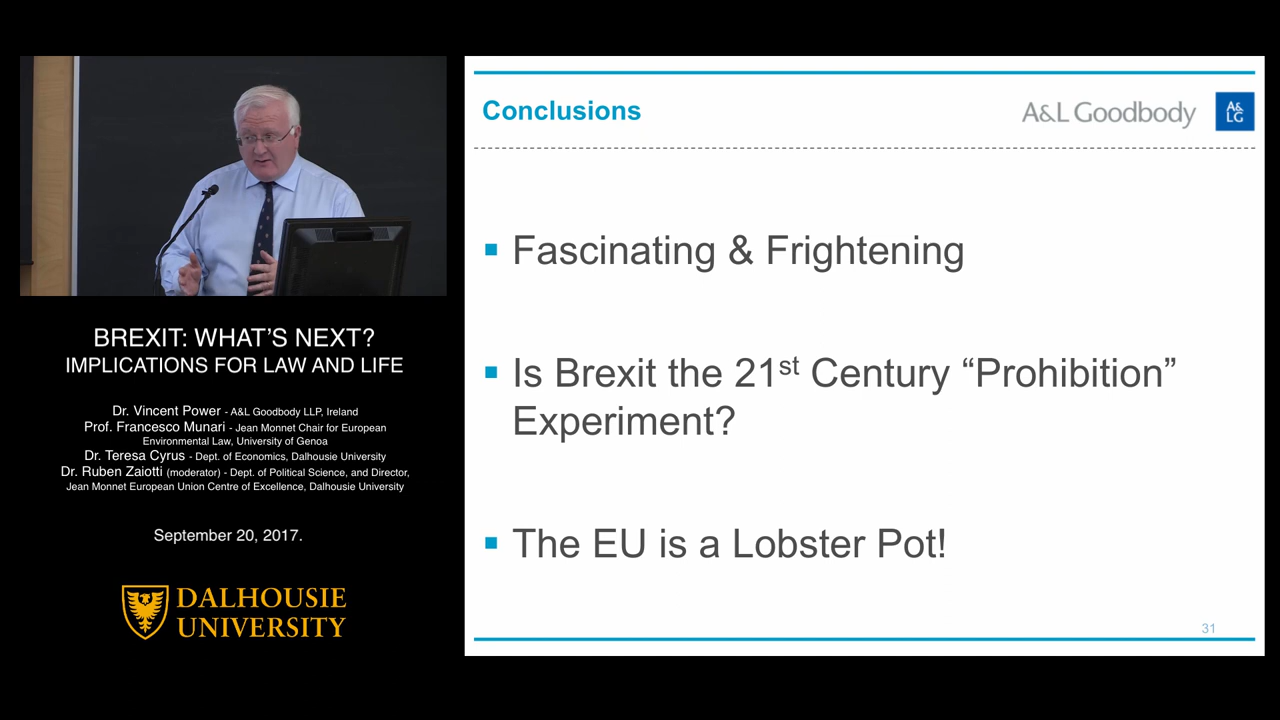 Conclusions
A&L Goodbody
A&
LG
Fascinating & Frightening
Is Brexit the 21st Century “Prohibition”
Experiment?
The EU is a Lobster Pot!
31
BREXIT: WHAT’S NEXT?
IMPLICATIONS FOR LAW AND LIFE
Dr. Vincent Power - A&L Goodbody LLP, Ireland
Prof. Francesco Munari - Jean Monnet Chair for European
Environmental Law, University of Genoa
Dr. Teresa Cyrus - Dept. of Economics, Dalhousie University
Dr. Ruben Zaiotti (moderator) - Dept. of Political Science, and Director,
Jean Monnet European Union Centre of Excellence, Dalhousie University
September 20, 2017.
DALHOUSIE
UNIVERSITY